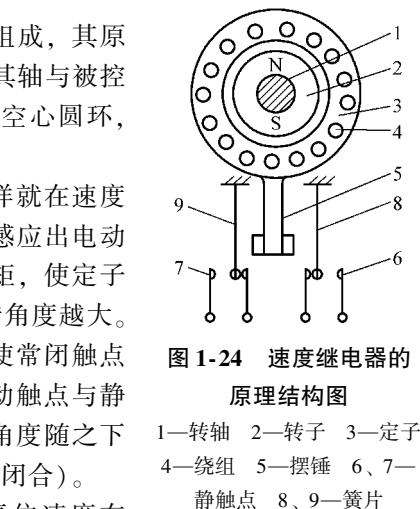 组成，其原
其轴与被控
空心圆环，
样就在速度
感应出电动
矩，使定子
角度越大。
使常闭触点
动触点与静
角度随之下
闭合）。
N
S
1
2
3
4
5
9
8
7
6
图 1-24 速度继电器的
原理结构图
1—转轴 2—转子 3—定子
4—绕组 5—摆锤 6、7—
静触点 8、9—簧片